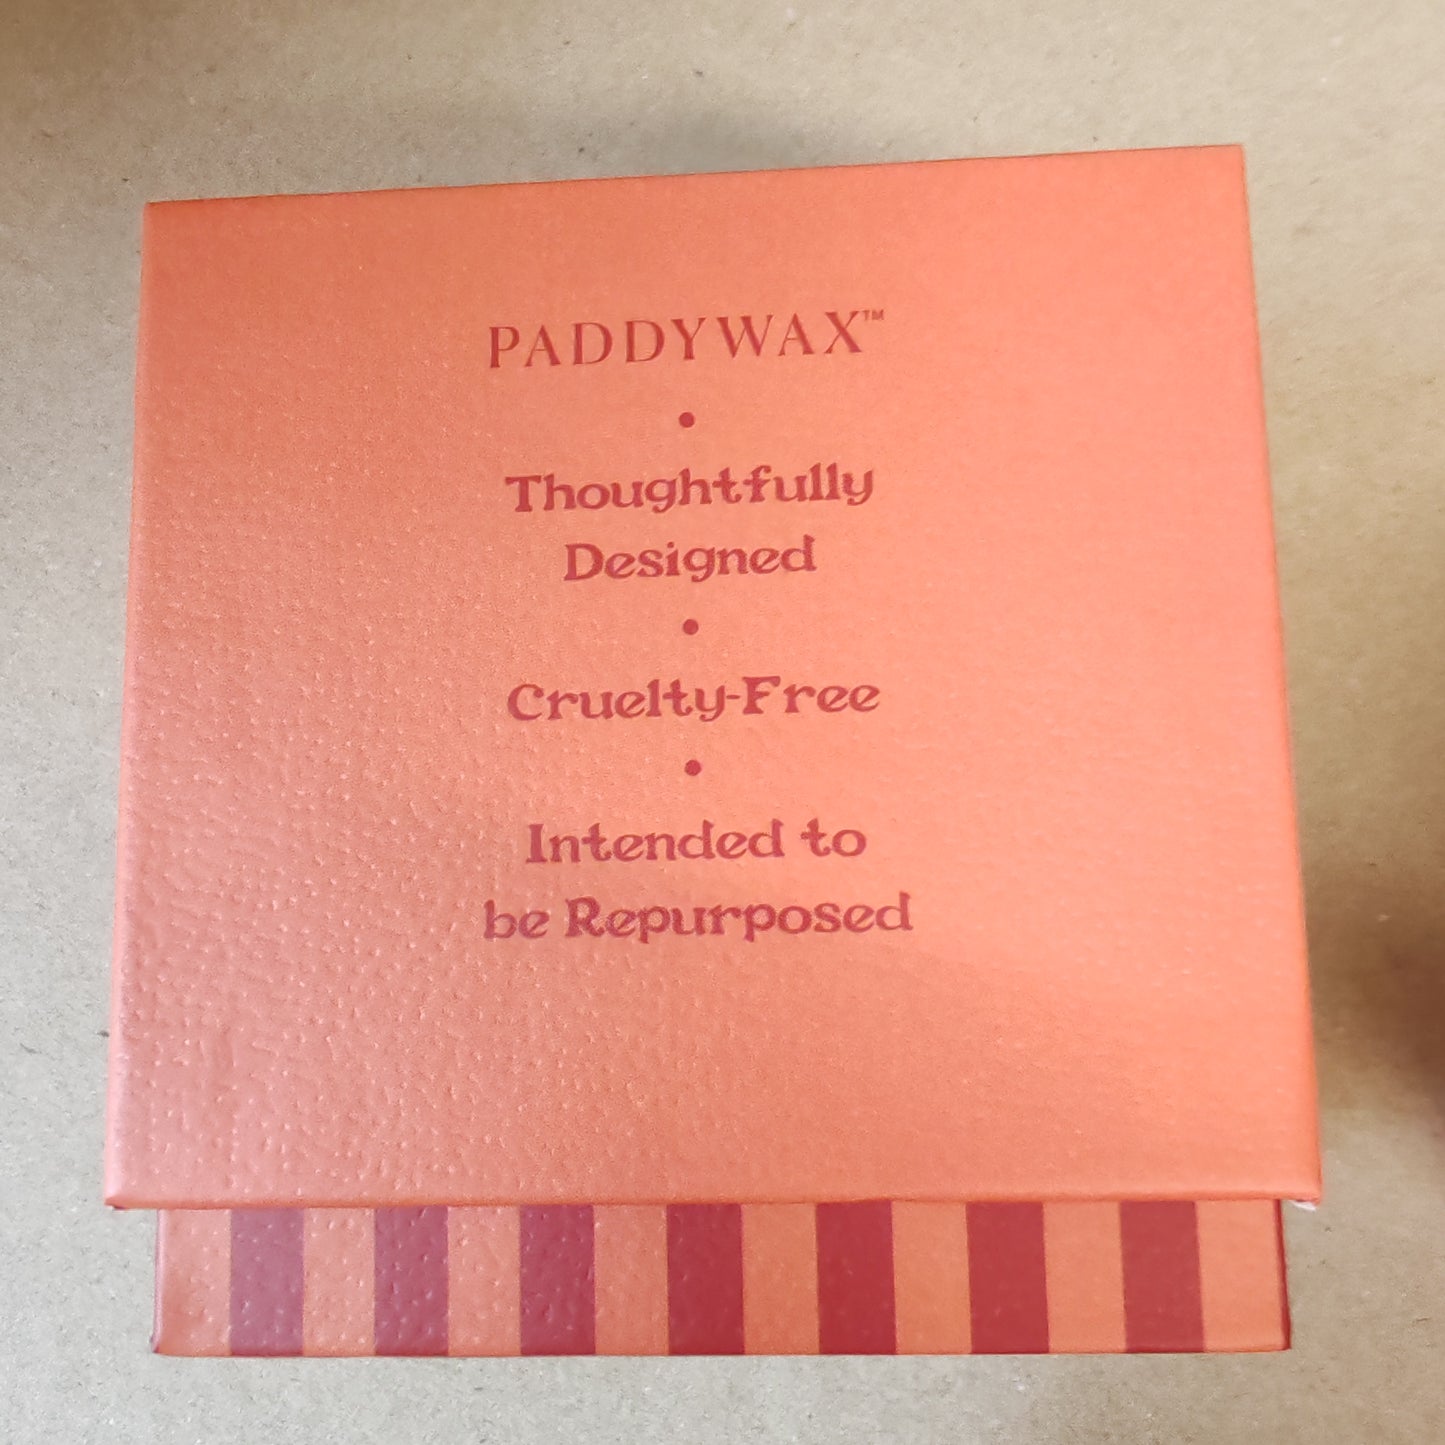 PADDYWAX™
•
Thoughtfully
Designed
•
Cruelty-Free
•
Intended to
be Repurposed